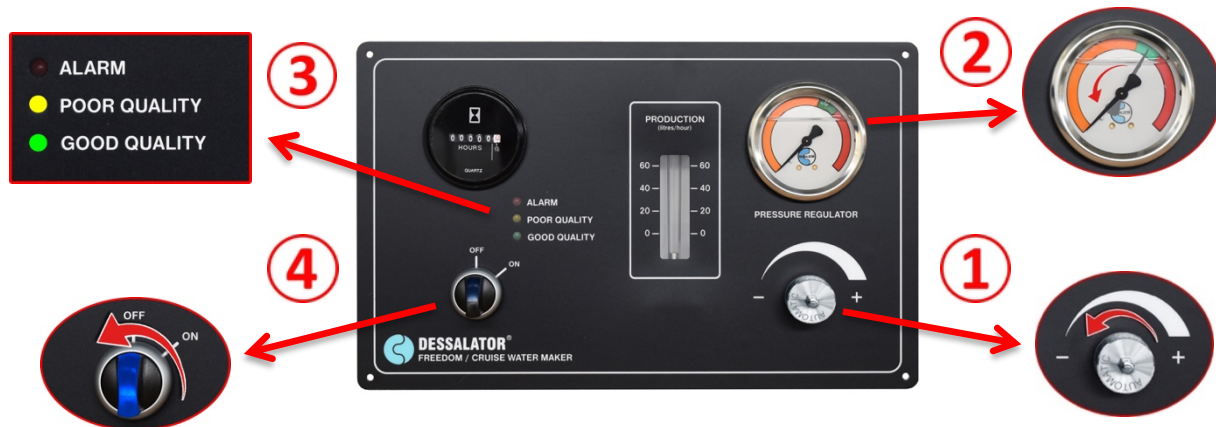 ALARM
POOR QUALITY
GOOD QUALITY
3
HOURS
QUARTZ
ALARM
POOR QUALITY
GOOD QUALITY
OFF
ON
DESSALATOR®
FREEDOM / CRUISE WATER MAKER
PRODUCTION
(litres/hour)
60 60
40 40
20 20
0 0
PRESSURE REGULATOR
- +
AUTOMATIC
2
4
OFF
ON
1
- +